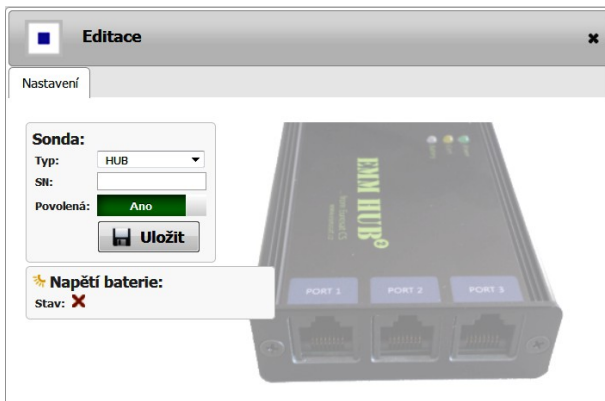 Editace
Nastavení
Sonda:
Typ: HUB
SN:
Povolená: Ano
Uložit
Napětí baterie:
Stav:
EMM HUB
PORT 1 PORT 2 PORT 3